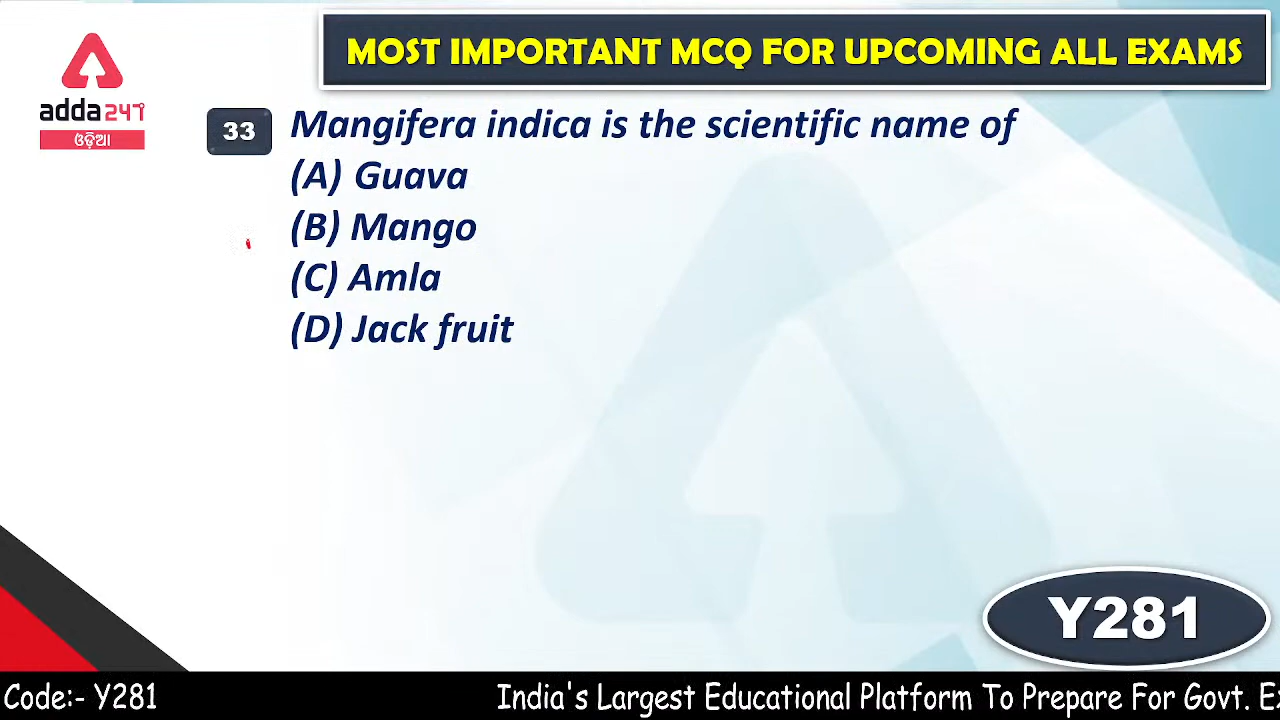 MOST IMPORTANT MCQ FOR UPCOMING ALL EXAMS
adda247
ଓଡ଼ିଆ
33 Mangifera indica is the scientific name of
(A) Guava
(B) Mango
(C) Amla
(D) Jack fruit
Y281
Code:- Y281 India's Largest Educational Platform To Prepare For Govt.